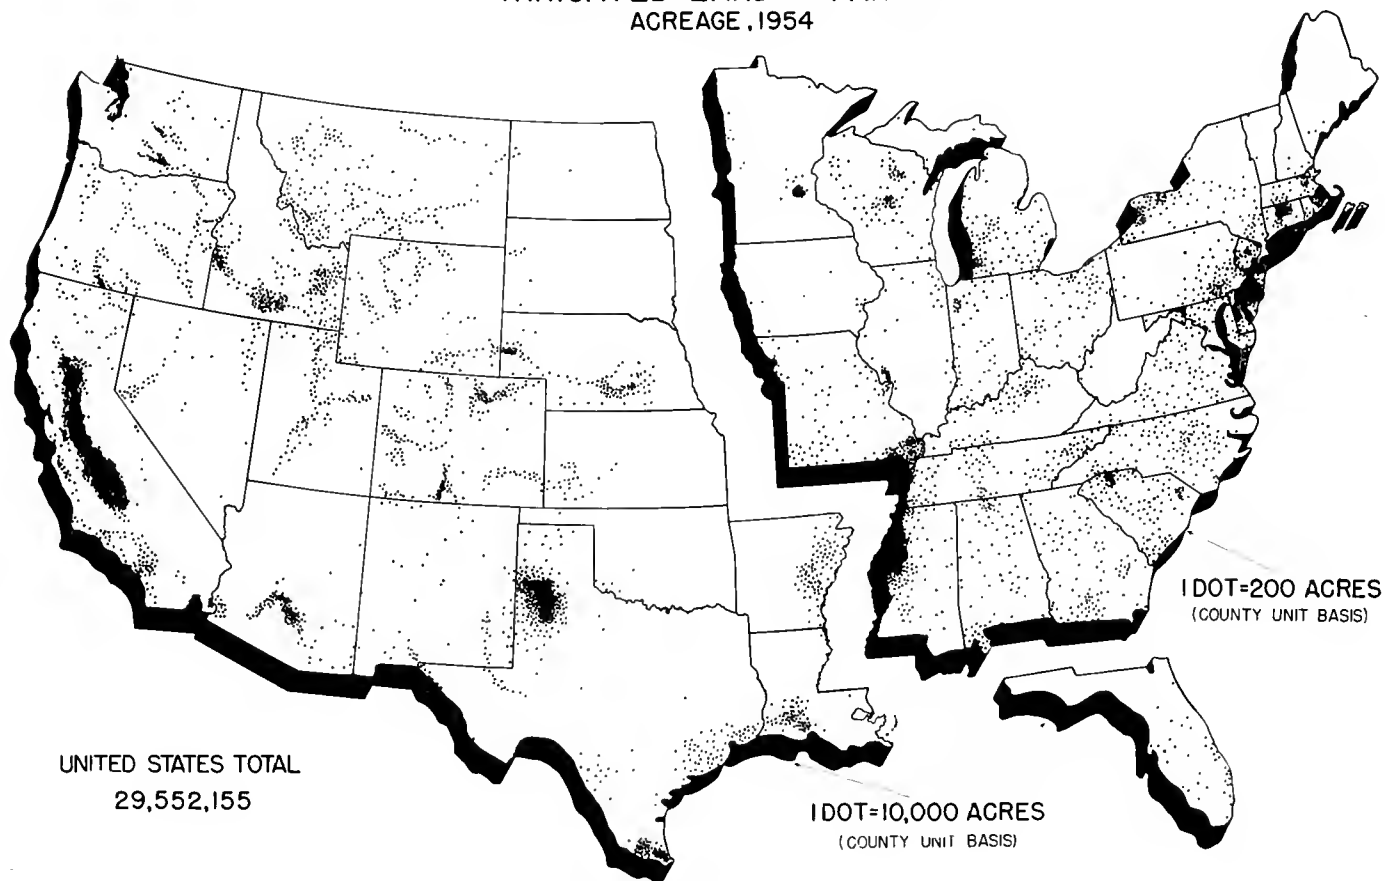 ACREAGE, 1954
1 DOT=200 ACRES
(COUNTY UNIT BASIS)
UNITED STATES TOTAL
29,552,155
1 DOT=10,000 ACRES
(COUNTY UNIT BASIS)